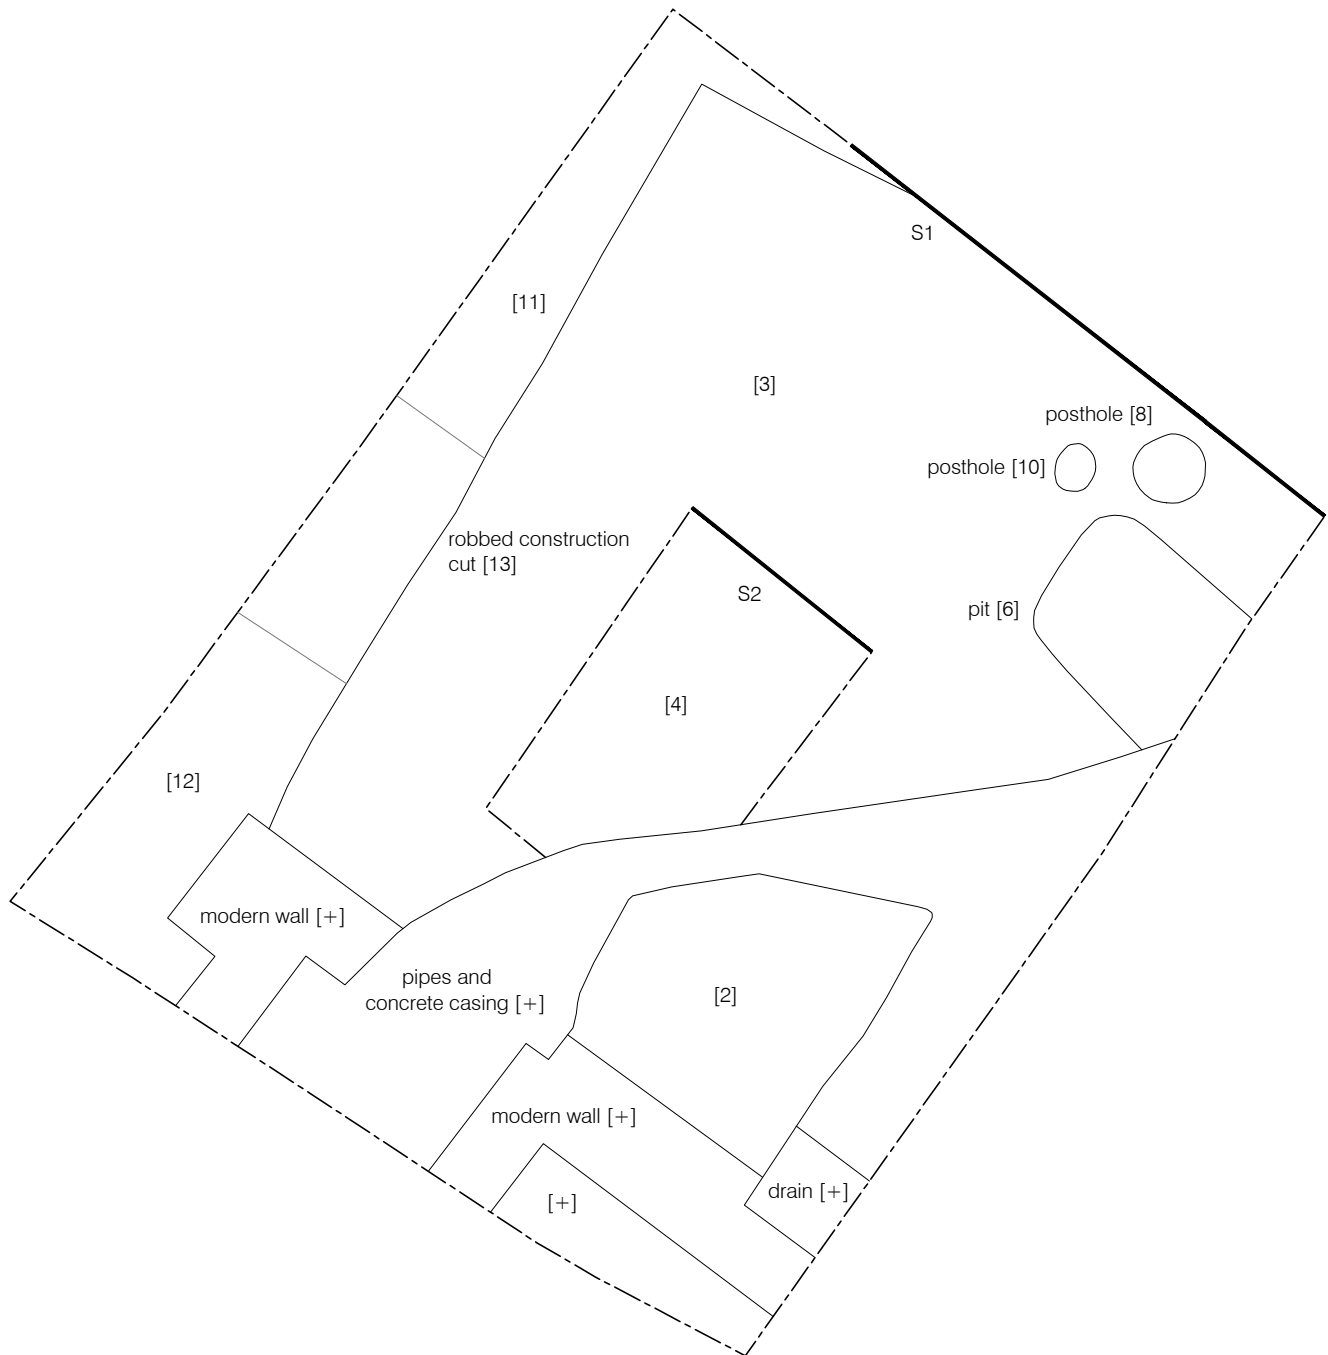 S1
[11]
[3]
posthole [8]
posthole [10]
robbed construction
cut [13]
S2
pit [6]
[4]
[12]
modern wall [+]
pipes and
concrete casing [+]
[2]
modern wall [+]
drain [+]
[+]